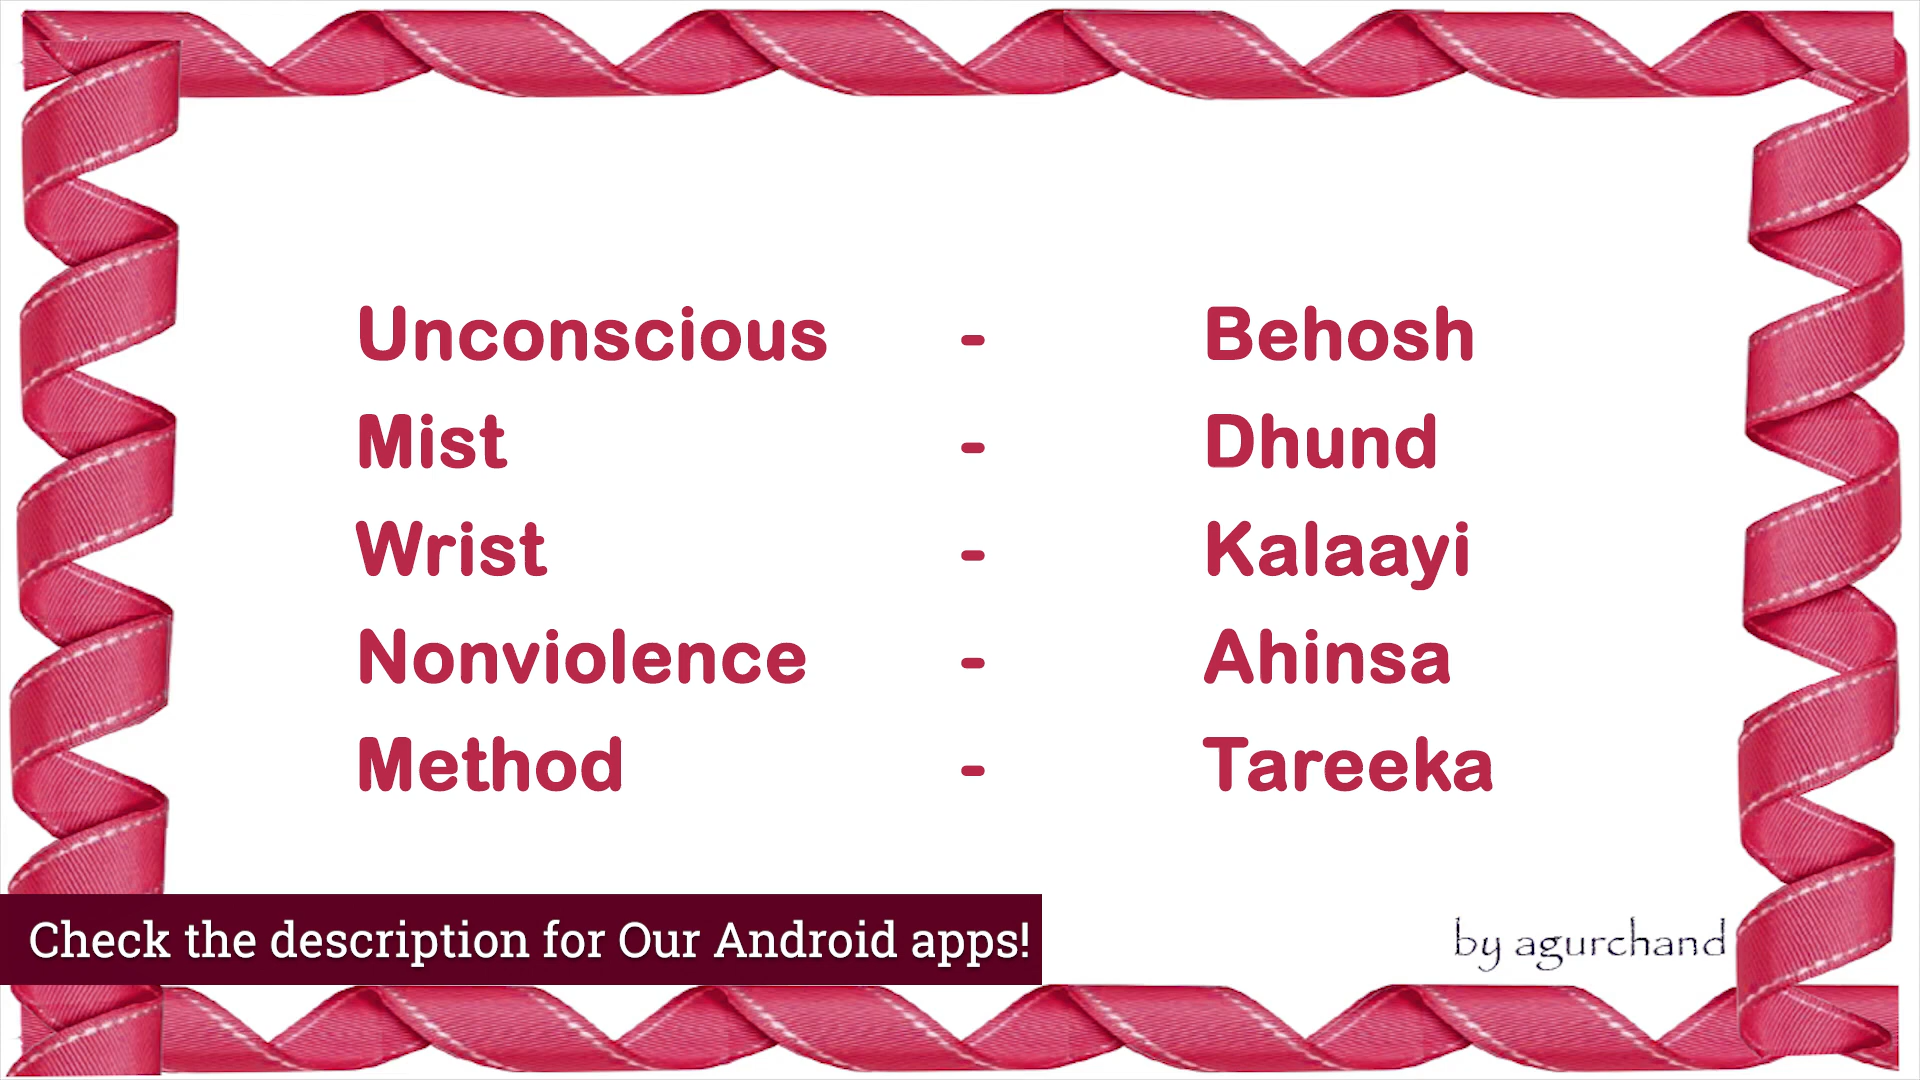 Unconscious - Behosh
Mist - Dhund
Wrist - Kalaayi
Nonviolence - Ahinsa
Method - Tareeka
Check the description for Our Android apps!
by agurchand